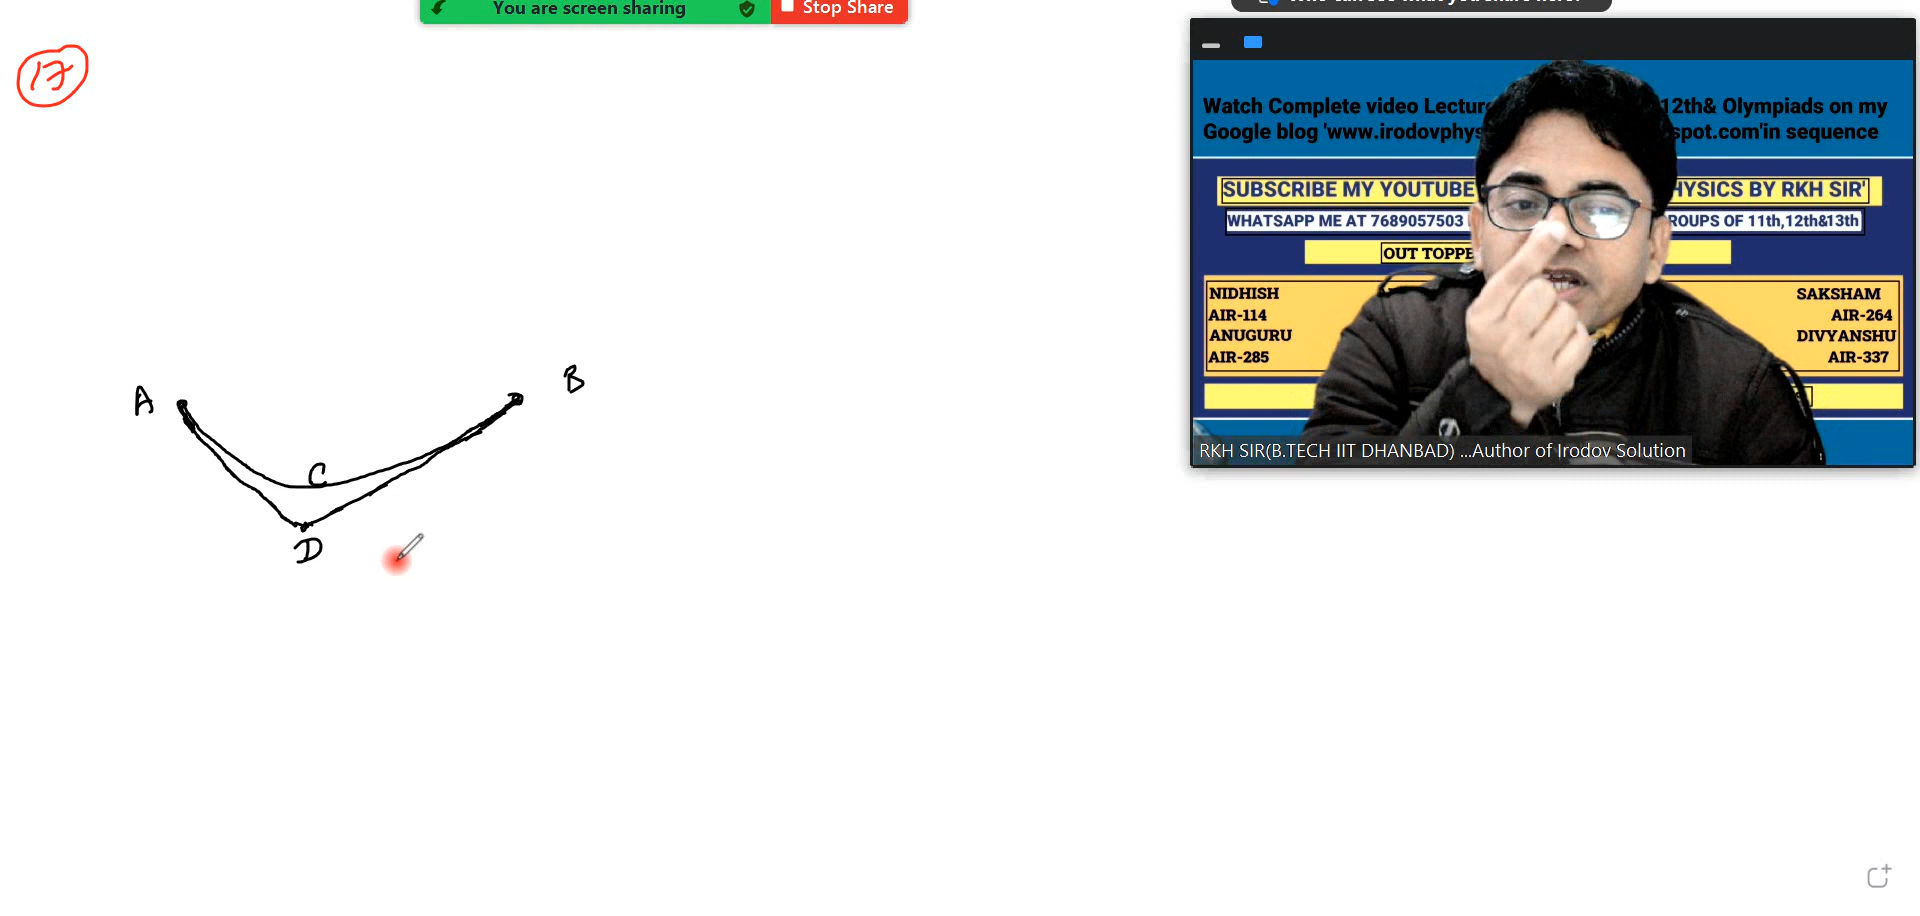 You are screen sharing
Stop Share
17
Watch Complete video Lectur 12th& Olympiads on my
Google blog 'www.irodovphys spot.com'in sequence
SUBSCRIBE MY YOUTUBE HYSICS BY RKH SIR'
WHATSAPP ME AT 7689057503 ROUPS OF 11th,12th&13th
OUT TOPPE
NIDHISH
AIR-114
ANUGURU
AIR-285
SAKSHAM
AIR-264
DIVYANSHU
AIR-337
RKH SIR(B.TECH IIT DHANBAD) ...Author of Irodov Solution
A
B
C
D